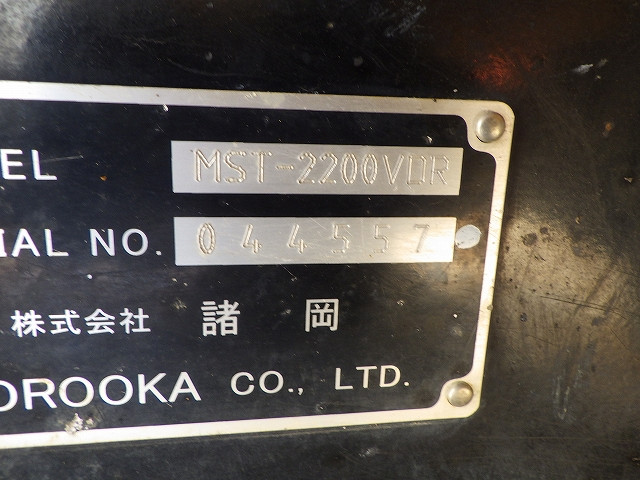 EL MST-2200VDR
IAL NO. 044557
株式会社 諸岡
OROOKA CO., LTD.